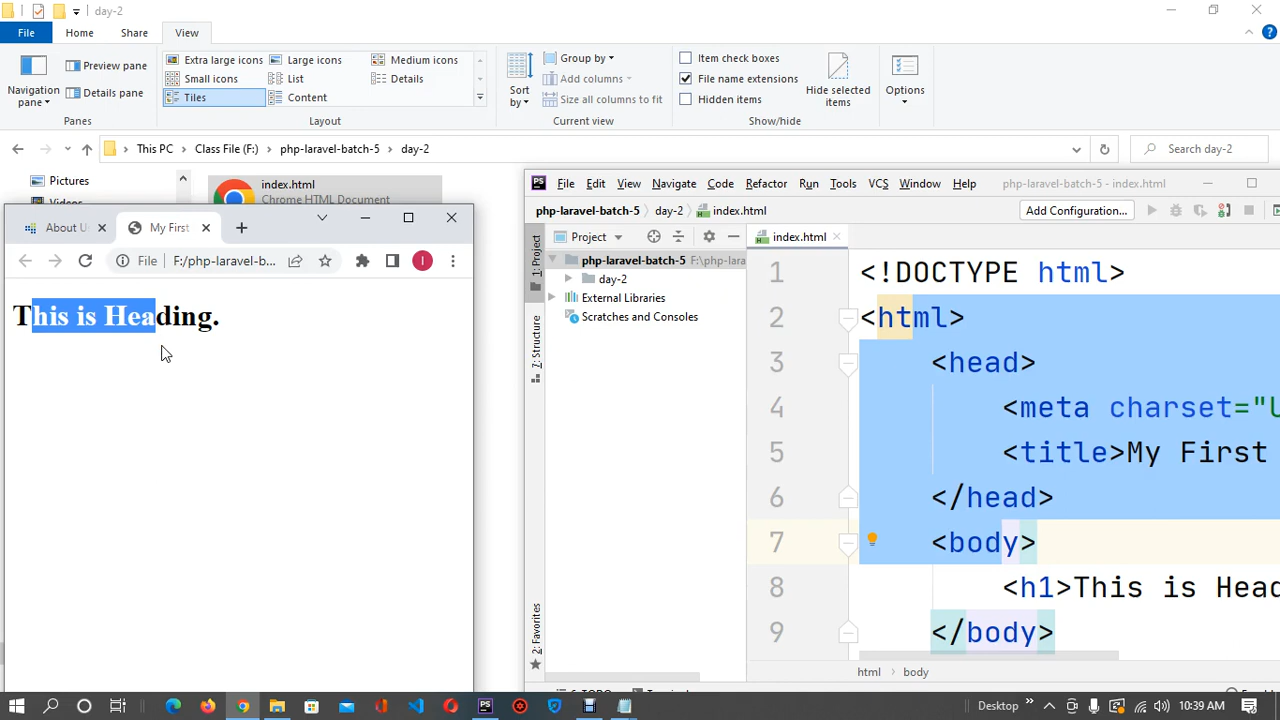 day-2
File
Home
Share
View
Navigation pane
Preview pane
Details pane
Panes
Extra large icons
Large icons
Medium icons
Small icons
List
Details
Tiles
Content
Layout
Sort by
Group by
Add columns
Size all columns to fit
Current view
Item check boxes
File name extensions
Hidden items
Show/hide
Hide selected items
Options
This PC
Class File (F:)
php-laravel-batch-5
day-2
Search day-2
Pictures
Videos
index.html
Chrome HTML Document
About U
My First
File
F:/php-laravel-b...
I
This is Heading.
PS
File
Edit
View
Navigate
Code
Refactor
Run
Tools
VCS
Window
Help
php-laravel-batch-5 - index.html
php-laravel-batch-5
day-2
index.html
Add Configuration...
1: Project
7: Structure
2: Favorites
Project
index.html
php-laravel-batch-5 F:\php-lara
day-2
External Libraries
Scratches and Consoles
1 <!DOCTYPE html>
2 <html>
3 <head>
4 <meta charset="U
5 <title>My First
6 </head>
7 <body>
8 <h1>This is Head
9 </body>
html
body
Desktop
10:39 AM